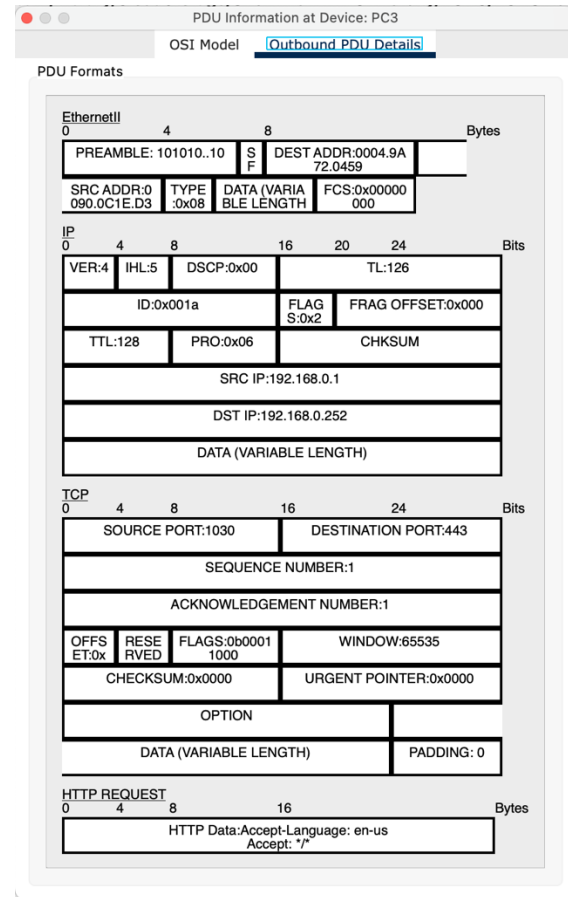 PDU Information at Device: PC3
OSI Model Outbound PDU Details
PDU Formats
EthernetII
0 4 8 Bytes
PREAMBLE: 101010..10 S F DEST ADDR:0004.9A 72.0459
SRC ADDR:0 090.0C1E.D3 TYPE :0x08 DATA (VARIA BLE LENGTH FCS:0x00000 000
IP
0 4 8 16 20 24 Bits
VER:4 IHL:5 DSCP:0x00 TL:126
ID:0x001a FLAG S:0x2 FRAG OFFSET:0x000
TTL:128 PRO:0x06 CHKSUM
SRC IP:192.168.0.1
DST IP:192.168.0.252
DATA (VARIABLE LENGTH)
TCP
0 4 8 16 24 Bits
SOURCE PORT:1030 DESTINATION PORT:443
SEQUENCE NUMBER:1
ACKNOWLEDGEMENT NUMBER:1
OFFS ET:0x RESE RVED FLAGS:0b0001 1000 WINDOW:65535
CHECKSUM:0x0000 URGENT POINTER:0x0000
OPTION
DATA (VARIABLE LENGTH) PADDING: 0
HTTP REQUEST
0 4 8 16 Bytes
HTTP Data:Accept-Language: en-us
Accept: */*